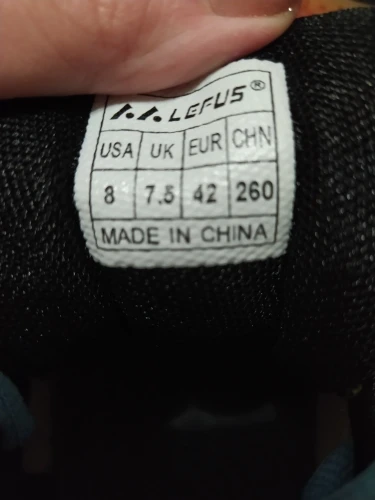 LEFUS®
USA UK EUR CHN
8 7.5 42 260
MADE IN CHINA